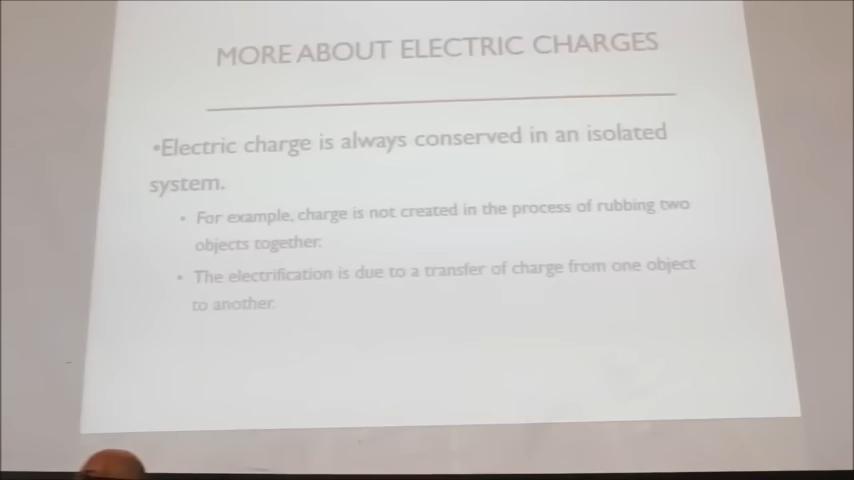 MORE ABOUT ELECTRIC CHARGES
•Electric charge is always conserved in an isolated
system.
• For example, charge is not created in the process of rubbing two
objects together.
• The electrification is due to a transfer of charge from one object
to another.